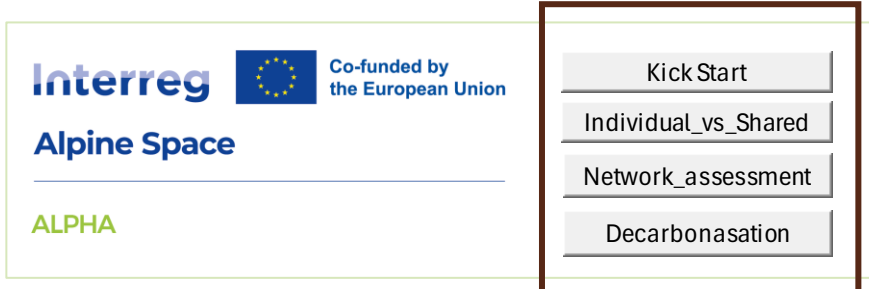 Interreg
Co-funded by
the European Union
Alpine Space
ALPHA
Kick Start
Individual_vs_Shared
Network_assessment
Decarbonasation